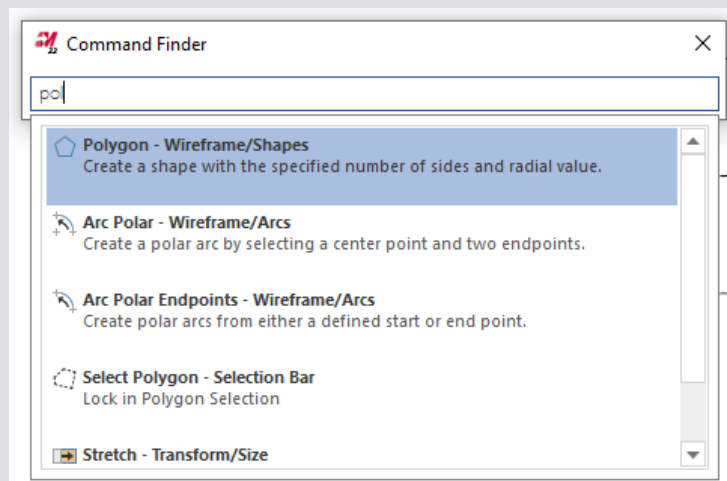 22
Command Finder
pol
Polygon - Wireframe/Shapes
Create a shape with the specified number of sides and radial value.
Arc Polar - Wireframe/Arcs
Create a polar arc by selecting a center point and two endpoints.
Arc Polar Endpoints - Wireframe/Arcs
Create polar arcs from either a defined start or end point.
Select Polygon - Selection Bar
Lock in Polygon Selection
Stretch - Transform/Size